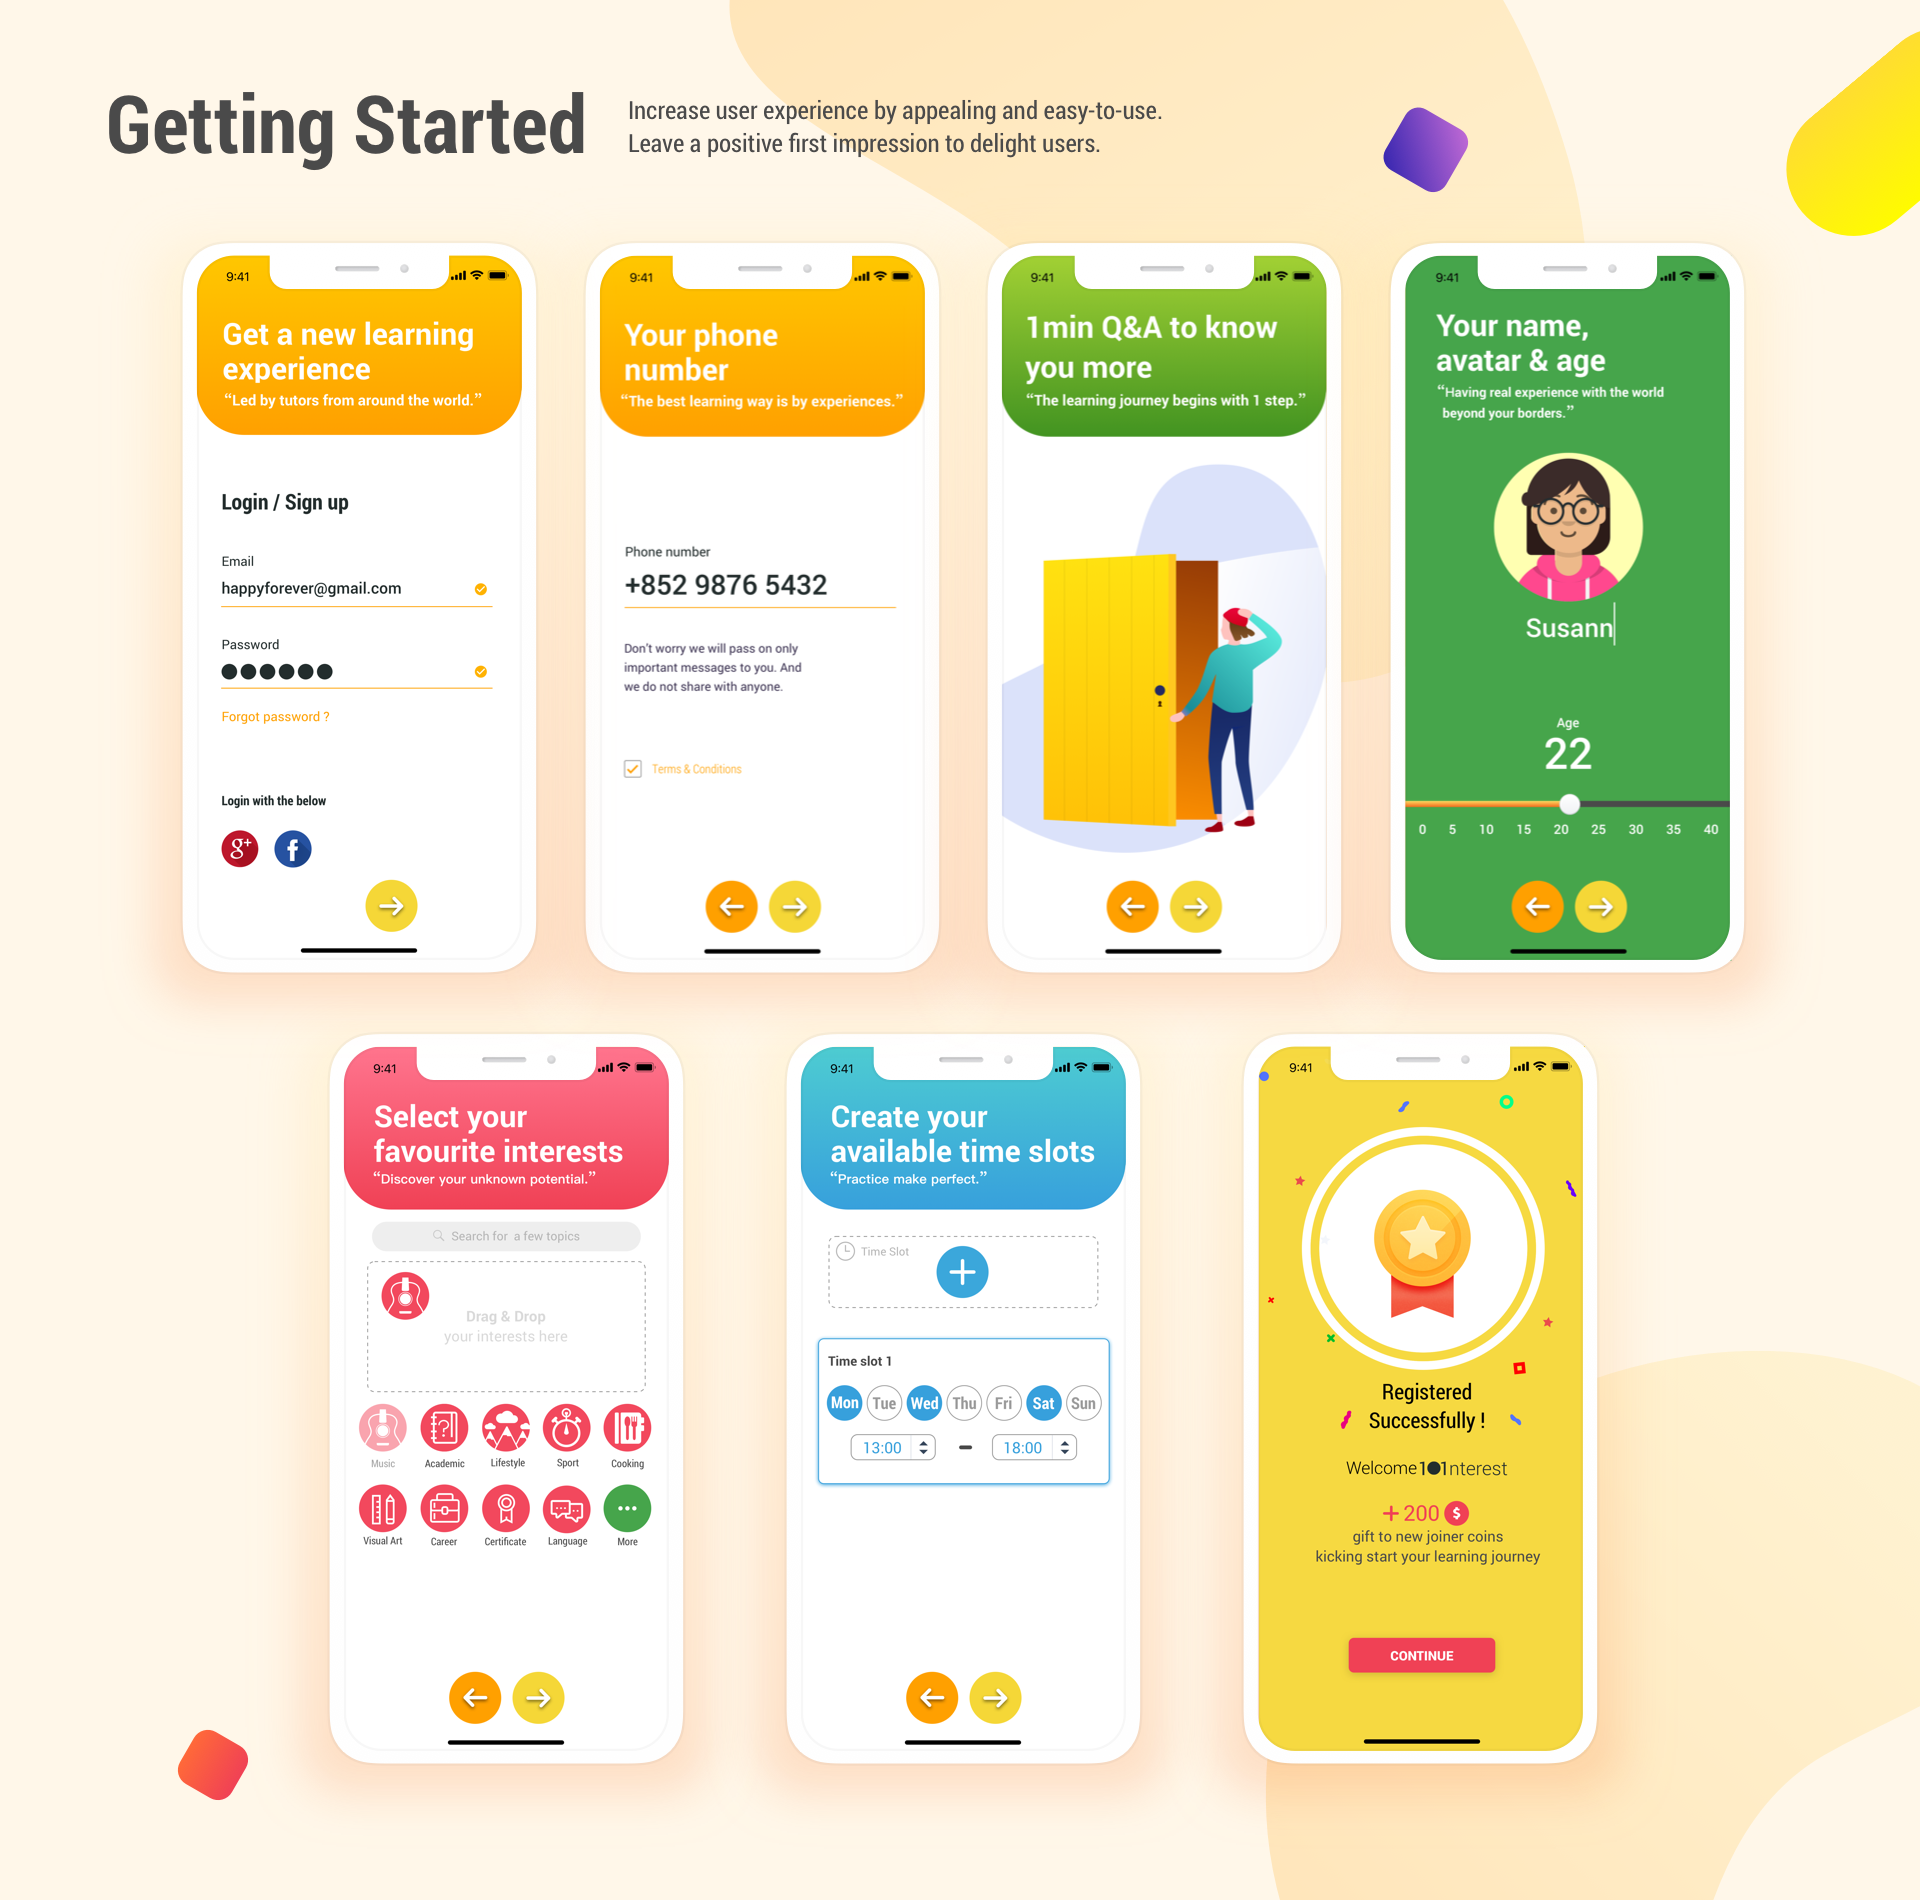 Getting Started
Increase user experience by appealing and easy-to-use.
Leave a positive first impression to delight users.
9:41
Get a new learning
experience
“Led by tutors from around the world.”
Login / Sign up
Email
happyforever@gmail.com
Password
Forgot password ?
Login with the below
g+
f
9:41
Your phone
number
“The best learning way is by experiences.”
Phone number
+852 9876 5432
Don't worry we will pass on only
important messages to you. And
we do not share with anyone.
Terms & Conditions
9:41
1min Q&A to know
you more
“The learning journey begins with 1 step.”
9:41
Your name,
avatar & age
“Having real experience with the world
beyond your borders.”
Susann
Age
22
0 5 10 15 20 25 30 35 40
9:41
Select your
favourite interests
“Discover your unknown potential.”
Search for a few topics
Drag & Drop
your interests here
Music Academic Lifestyle Sport Cooking
Visual Art Career Certificate Language More
9:41
Create your
available time slots
“Practice make perfect.”
Time Slot
Time slot 1
Mon Tue Wed Thu Fri Sat Sun
13:00 - 18:00
9:41
Registered
Successfully !
Welcome 101nterest
+ 200 $
gift to new joiner coins
kicking start your learning journey
CONTINUE